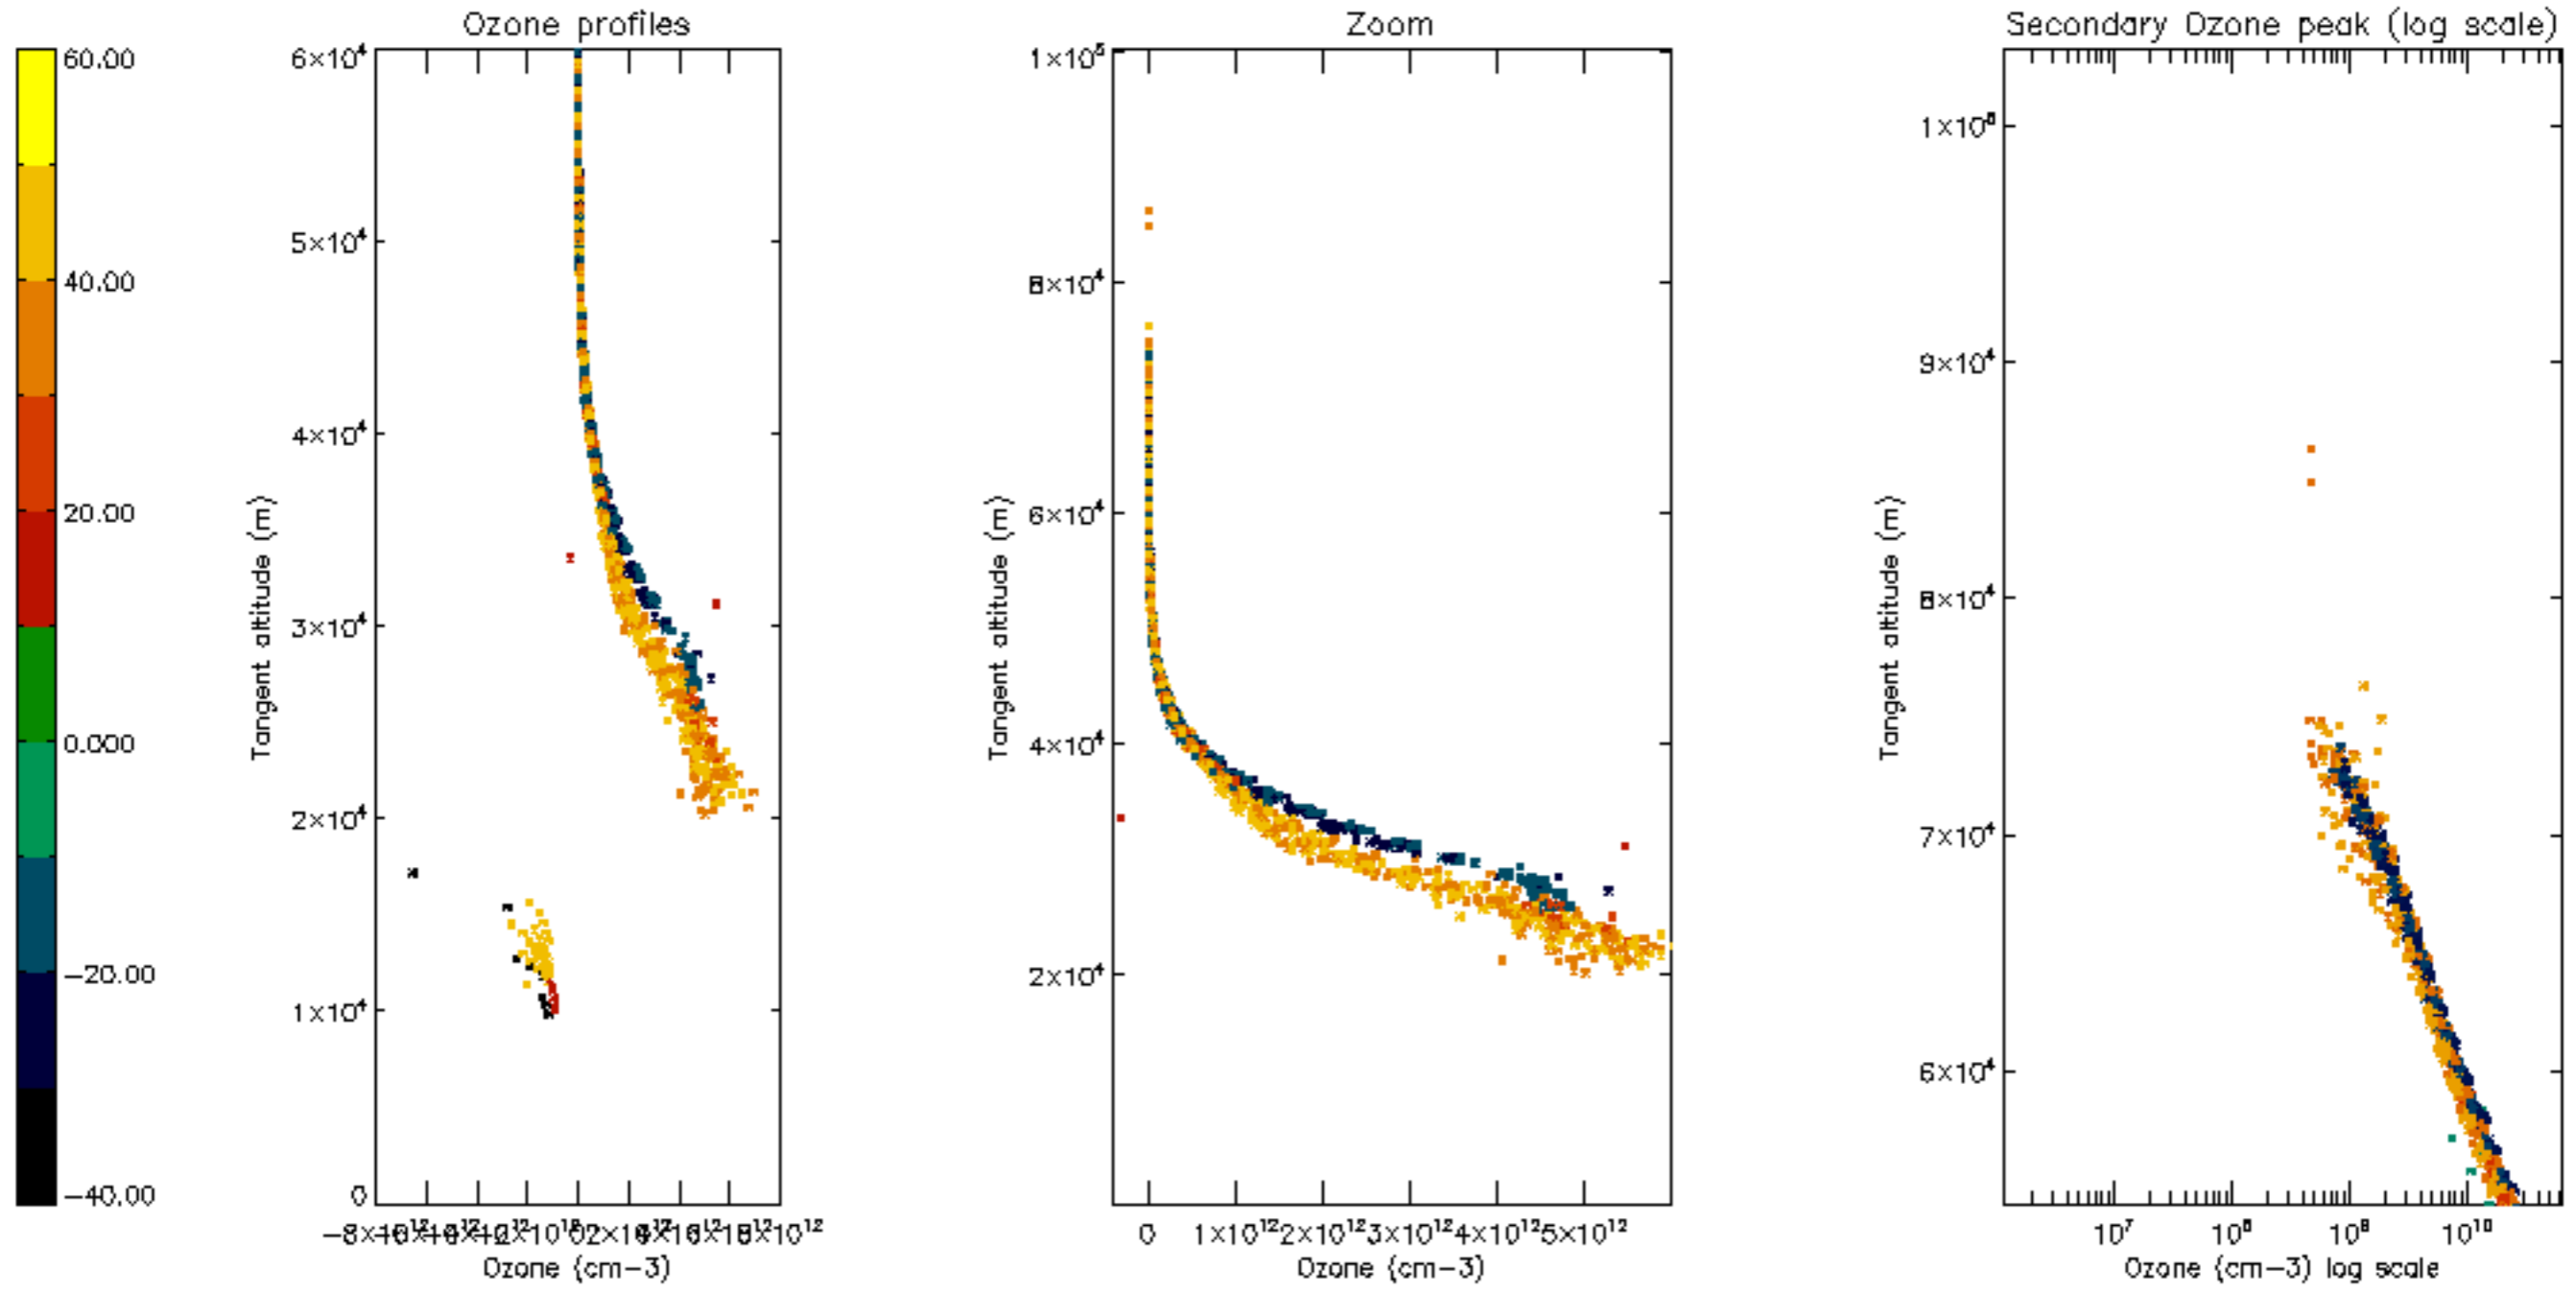 Ozone profiles
Zoom
Secondary Ozone peak (log scale)
60.00
40.00
20.00
0.000
−20.00
−40.00
6×10⁴
5×10⁴
4×10⁴
3×10⁴
2×10⁴
1×10⁴
0
Tangent altitude (m)
Ozone (cm−3)
1×10⁵
8×10⁴
6×10⁴
4×10⁴
2×10⁴
Tangent altitude (m)
0 1×10¹² 2×10¹² 3×10¹² 4×10¹² 5×10¹²
Ozone (cm−3)
9×10⁴
8×10⁴
7×10⁴
6×10⁴
Tangent altitude (m)
10⁷ 10⁸ 10⁹ 10¹⁰
Ozone (cm−3) log scale